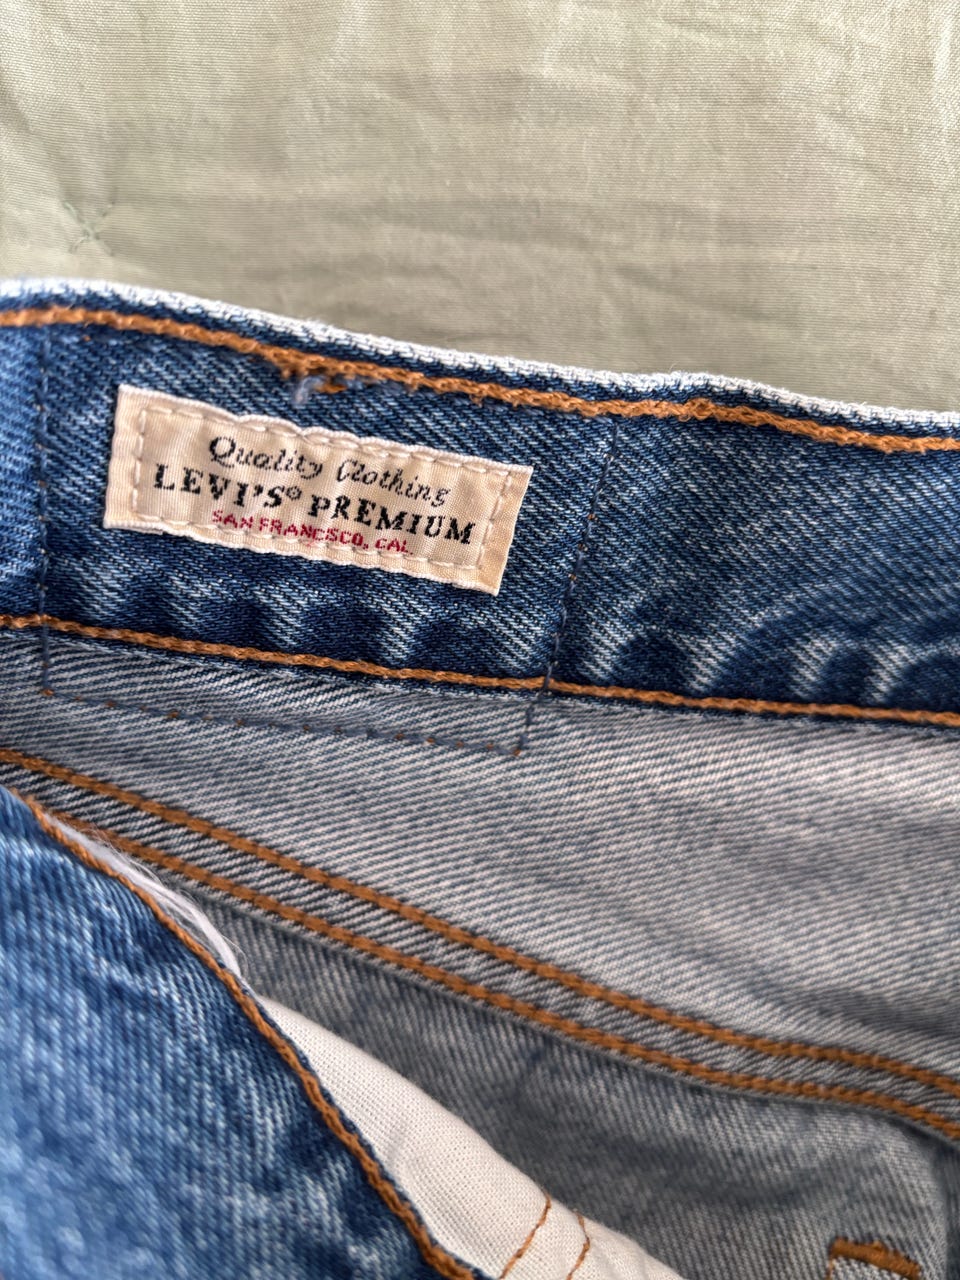 Quality Clothing
LEVI'S® PREMIUM
SAN FRANCISCO, CAL.